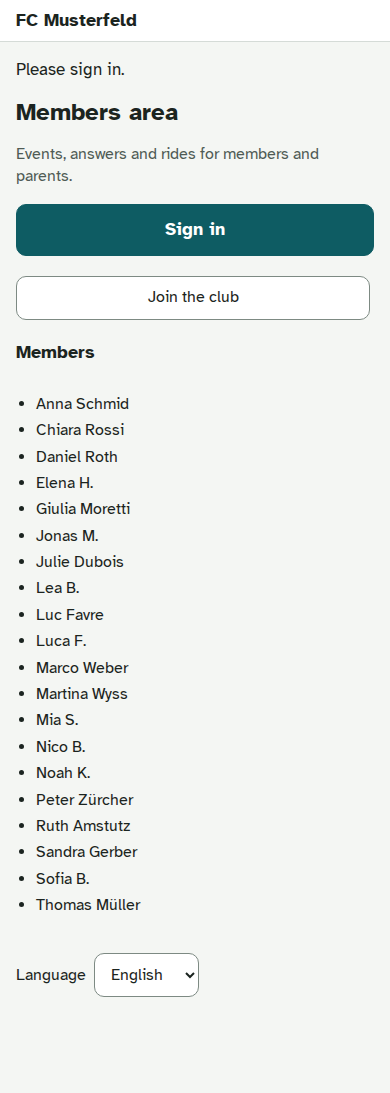 FC Musterfeld
Please sign in.
Members area
Events, answers and rides for members and
parents.
Sign in
Join the club
Members
Anna Schmid
Chiara Rossi
Daniel Roth
Elena H.
Giulia Moretti
Jonas M.
Julie Dubois
Lea B.
Luc Favre
Luca F.
Marco Weber
Martina Wyss
Mia S.
Nico B.
Noah K.
Peter Zürcher
Ruth Amstutz
Sandra Gerber
Sofia B.
Thomas Müller
Language English